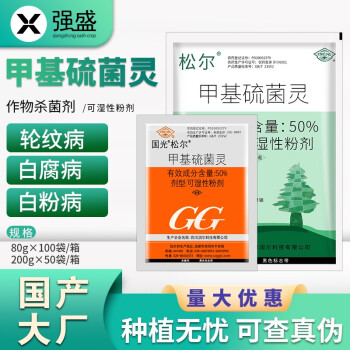 强盛
甲基硫菌灵
作物杀菌剂/可湿性粉剂
轮纹病
白腐病
白粉病
规格
80g×100袋/箱
200g×50袋/箱
国产
大厂
松尔
甲基硫菌灵
含量:50%
湿性粉剂
国光®松尔®
甲基硫菌灵
有效成分含量:50%
剂型:可湿性粉剂
GG
量大优惠
种植无忧 可查真伪